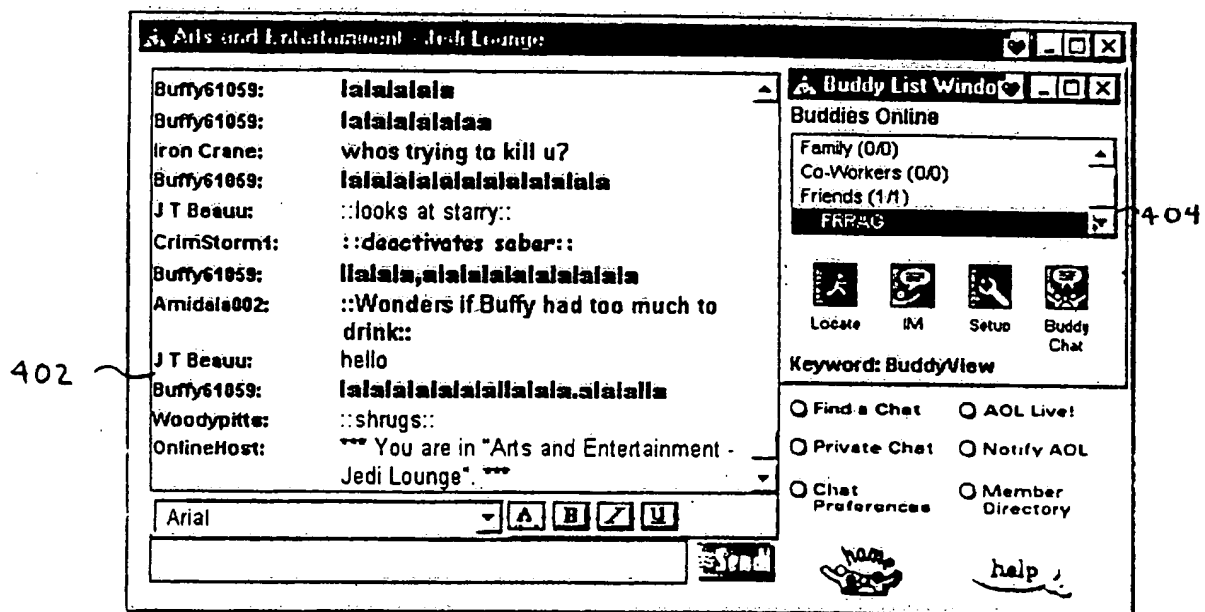 Arts and Entertainment - Jedi Lounge
Buffy61059: lalalalala
Buffy61059: lalalalalalaa
Iron Crane: whos trying to kill u?
Buffy61059: lalalalalalalalalalalala
J T Beauu: ::looks at starry::
CrimStorm1: ::deactivates saber::
Buffy61059: llalala,alalalalalalalalala
Amidala002: ::Wonders if Buffy had too much to
drink::
J T Beauu: hello
Buffy61059: lalalalalalalallalala.alalalla
Woodypitte: ::shrugs::
OnlineHost: *** You are in "Arts and Entertainment -
Jedi Lounge". ***
Arial
A B I U
Send
Buddy List Windo
Buddies Online
Family (0/0)
Co-Workers (0/0)
Friends (1/1)
FRRAG
Locate IM Setup Buddy
Chat
Keyword: BuddyView
Find a Chat AOL Live!
Private Chat Notify AOL
Chat
Preferences
Member
Directory
home
help
402
404